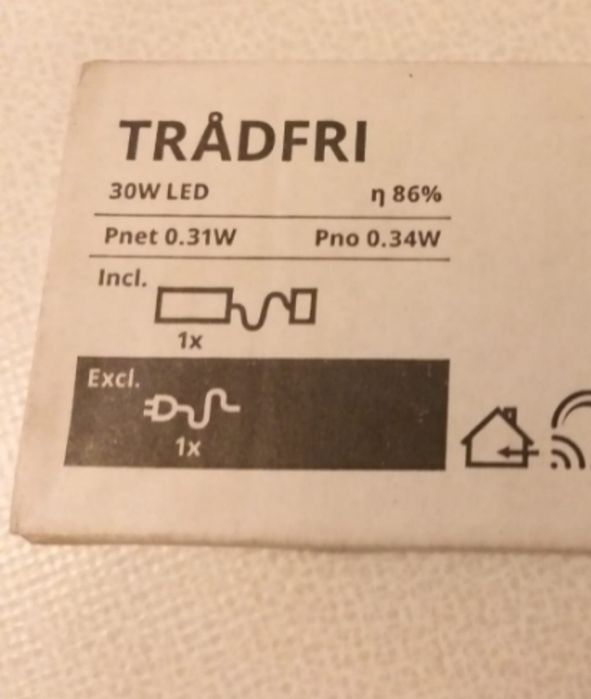 TRÅDFRI
30W LED η 86%
Pnet 0.31W Pno 0.34W
Incl.
1x
Excl.
1x